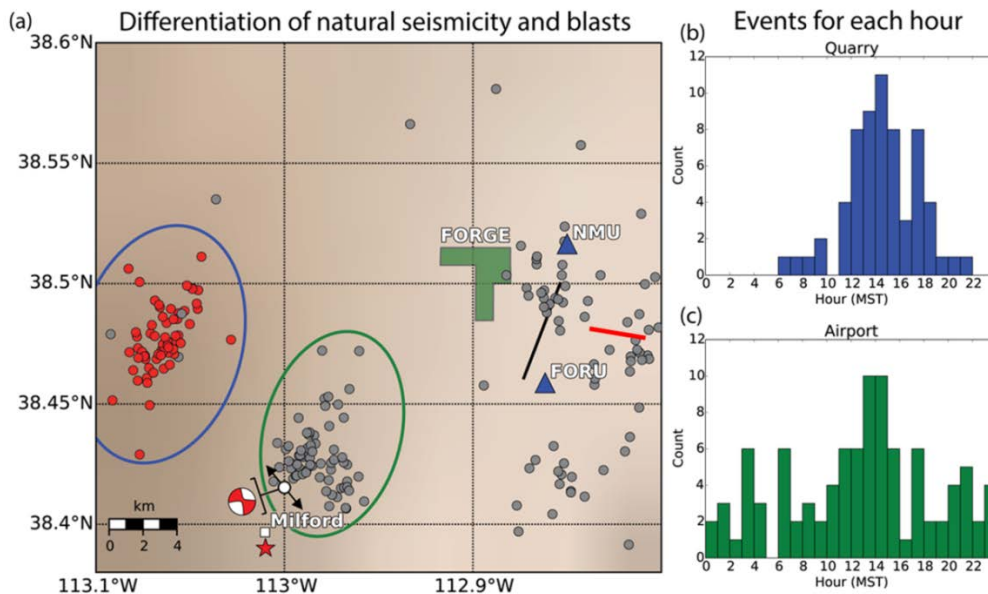 (a) Differentiation of natural seismicity and blasts
38.6°N
38.55°N
38.5°N
38.45°N
38.4°N
113.1°W
113°W
112.9°W
FORGE
NMU
FORU
Milford
km
0 2 4
Events for each hour
(b)
Quarry
12
10
8
6
4
2
0
Count
0 2 4 6 8 10 12 14 16 18 20 22
Hour (MST)
(c)
Airport
12
10
8
6
4
2
0
Count
0 2 4 6 8 10 12 14 16 18 20 22
Hour (MST)